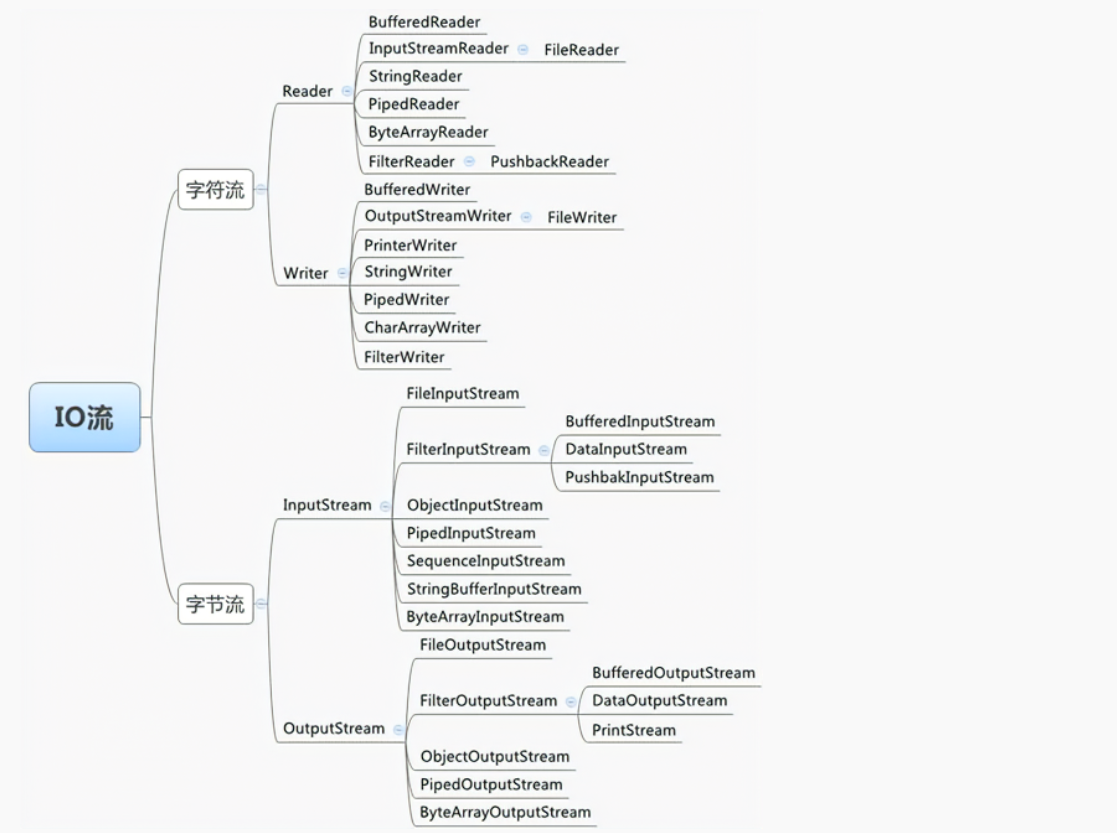 IO流
字符流
Reader
BufferedReader
InputStreamReader FileReader
StringReader
PipedReader
ByteArrayReader
FilterReader PushbackReader
Writer
BufferedWriter
OutputStreamWriter FileWriter
PrinterWriter
StringWriter
PipedWriter
CharArrayWriter
FilterWriter
字节流
InputStream
FileInputStream
FilterInputStream
BufferedInputStream
DataInputStream
PushbakInputStream
ObjectInputStream
PipedInputStream
SequenceInputStream
StringBufferInputStream
ByteArrayInputStream
OutputStream
FileOutputStream
FilterOutputStream
BufferedOutputStream
DataOutputStream
PrintStream
ObjectOutputStream
PipedOutputStream
ByteArrayOutputStream